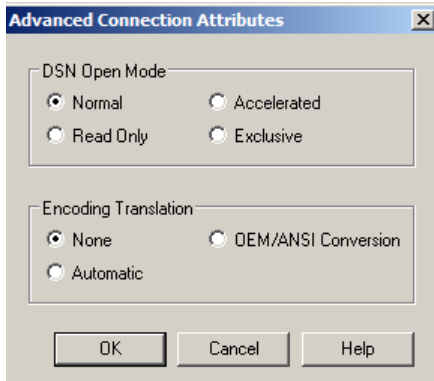 Advanced Connection Attributes
DSN Open Mode
Normal Accelerated
Read Only Exclusive
Encoding Translation
None OEM/ANSI Conversion
Automatic
OK Cancel Help